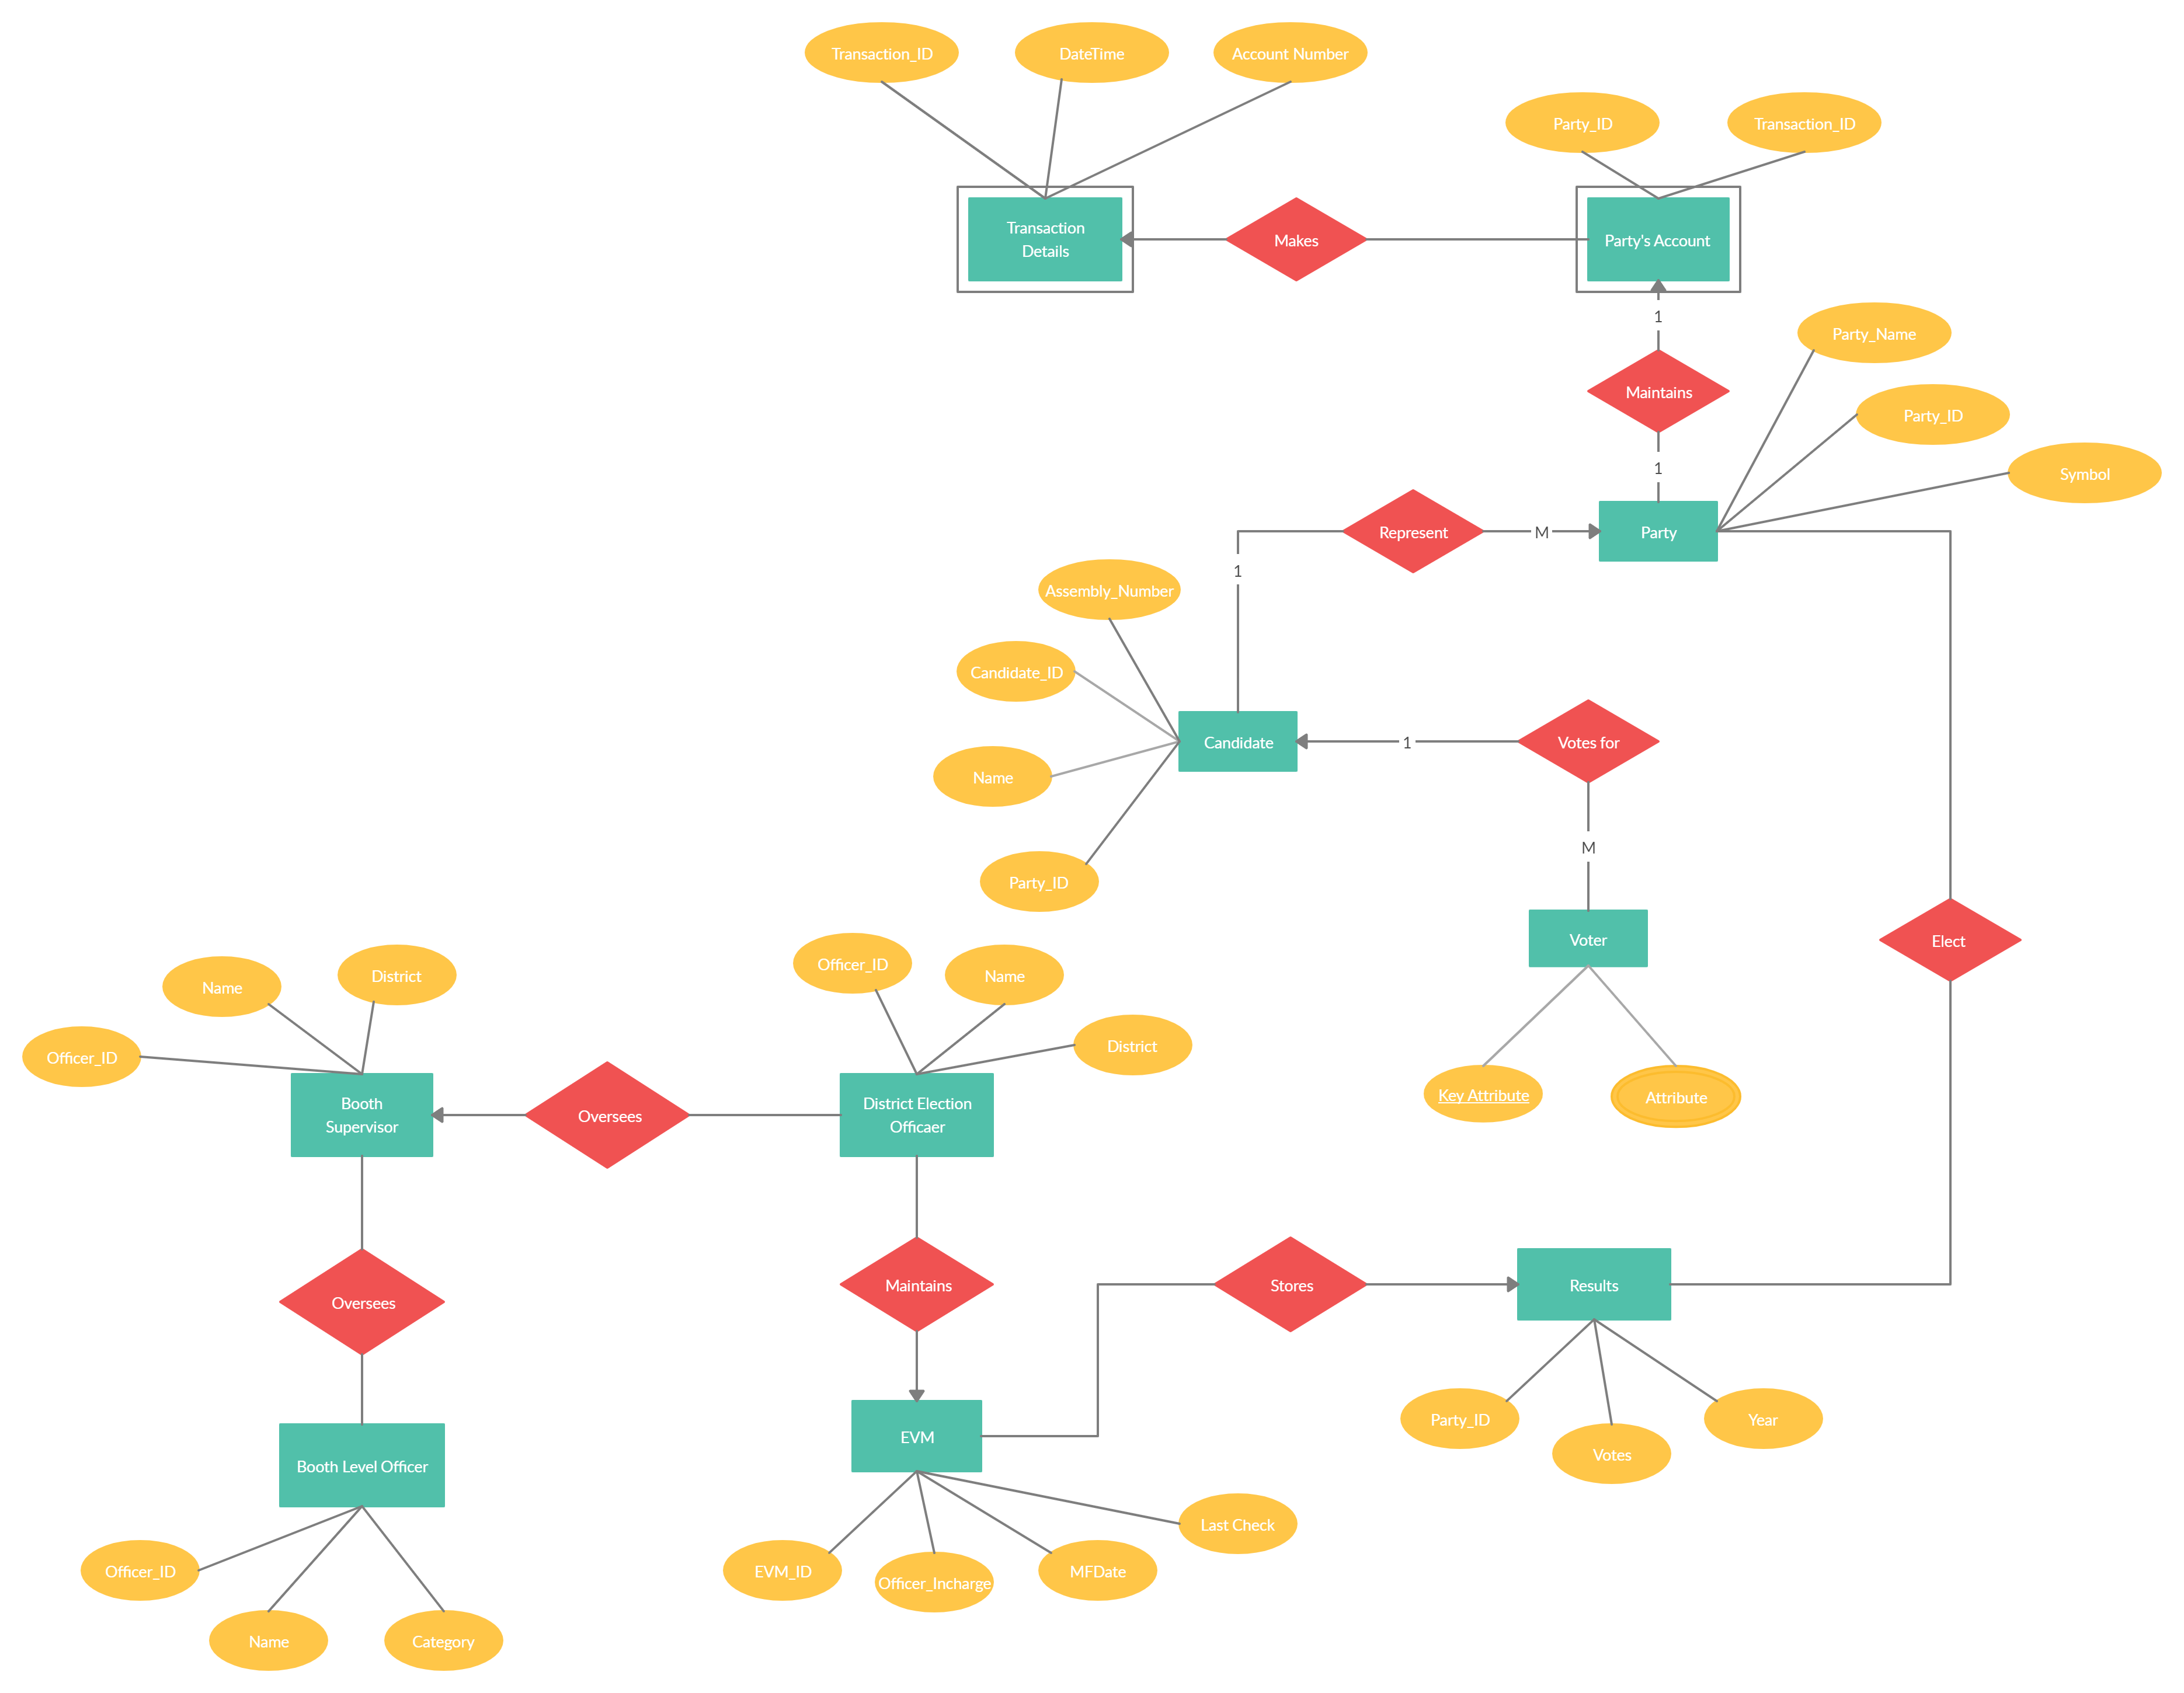 Transaction_ID
DateTime
Account Number
Party_ID
Transaction_ID
Transaction
Details
Makes
Party's Account
1
Party_Name
Maintains
Party_ID
1
Symbol
Represent
M
Party
1
Assembly_Number
Candidate_ID
Candidate
1
Votes for
Name
M
Party_ID
Voter
Elect
Officer_ID
Name
District
Name
District
Officer_ID
Key Attribute
Attribute
Booth
Supervisor
Oversees
District Election
Officaer
Oversees
Maintains
Stores
Results
Party_ID
Votes
Year
EVM
Booth Level Officer
Last Check
EVM_ID
Officer_Incharge
MFDate
Officer_ID
Name
Category